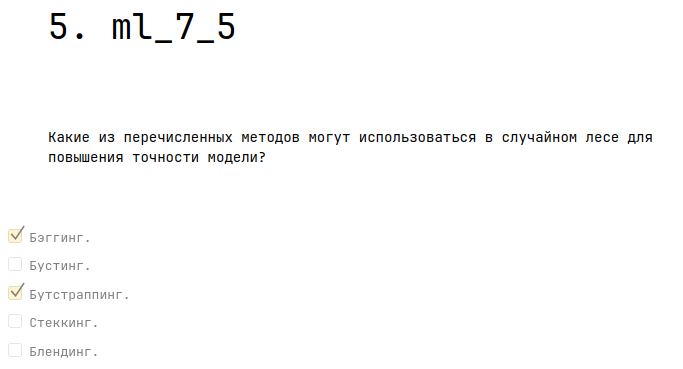 5. ml_7_5
Какие из перечисленных методов могут использоваться в случайном лесе для
повышения точности модели?
Бэггинг.
Бустинг.
Бутстраппинг.
Стеккинг.
Блендинг.